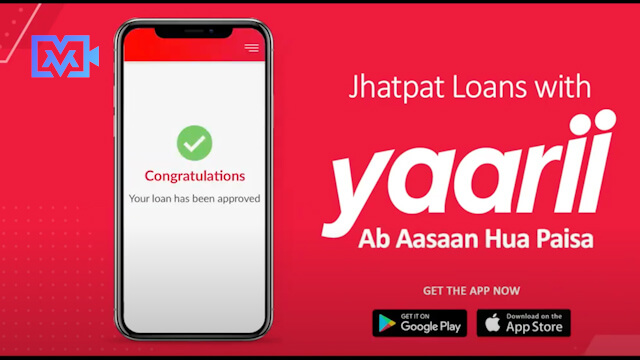 Congratulations
Your loan has been approved
Jhatpat Loans with
yaarii
Ab Aasaan Hua Paisa
GET THE APP NOW
GET IT ON
Google Play
Download on the
App Store